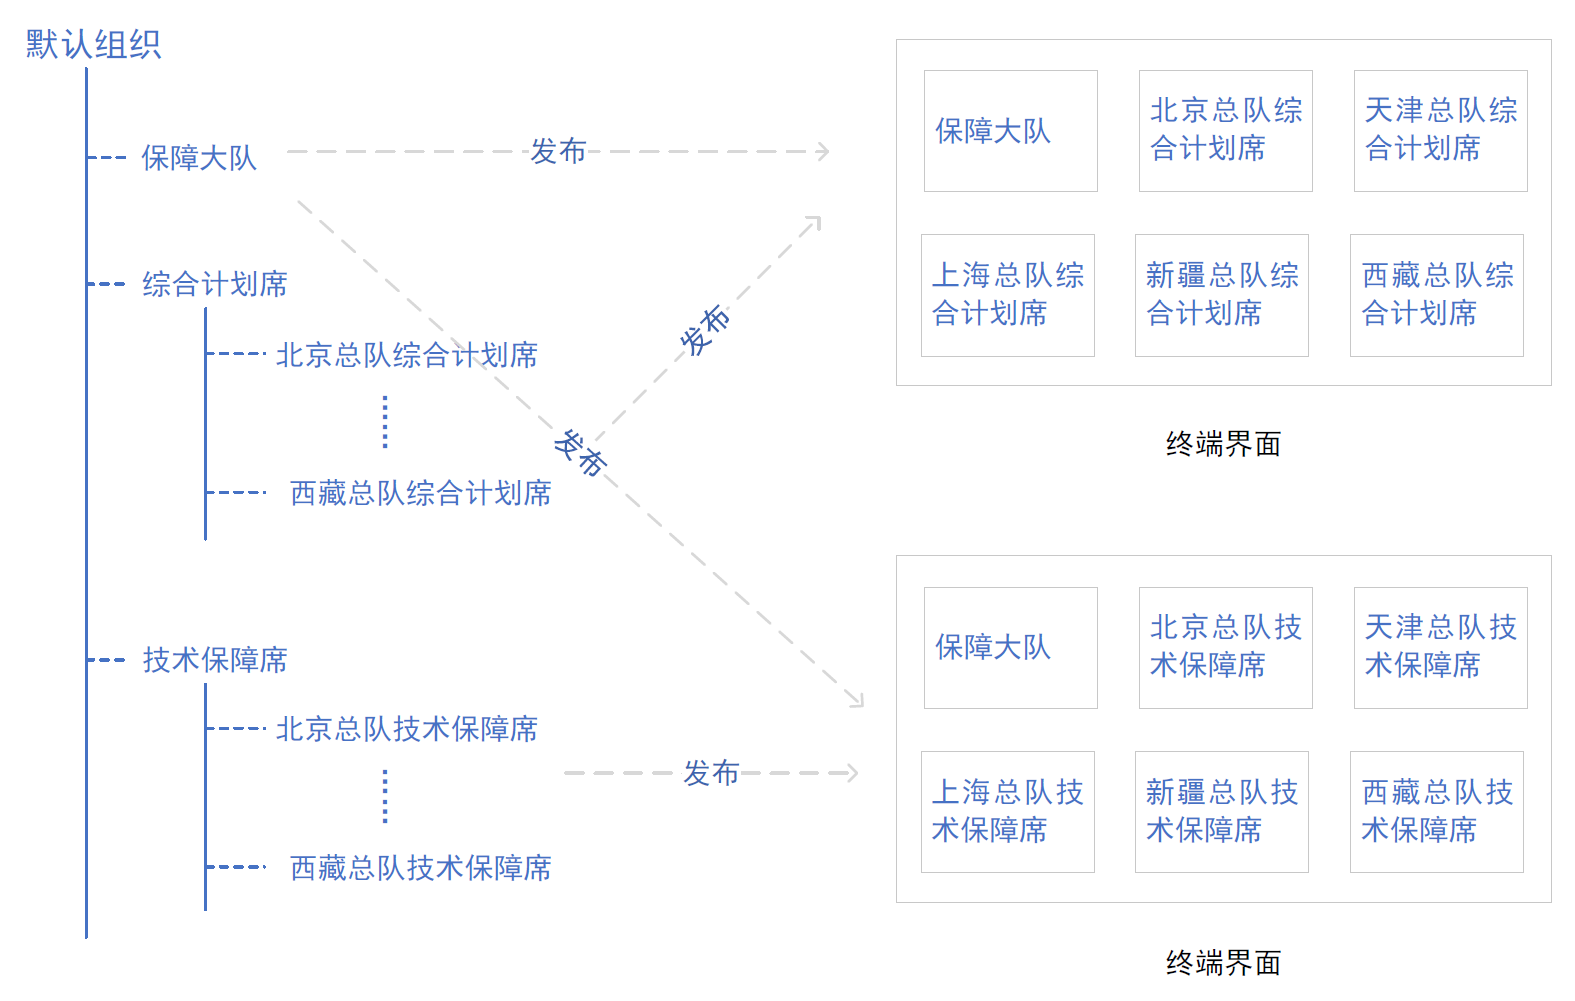 默认组织
保障大队
发布
综合计划席
北京总队综合计划席
西藏总队综合计划席
发布
发布
技术保障席
北京总队技术保障席
西藏总队技术保障席
发布
保障大队
北京总队综
合计划席
天津总队综
合计划席
上海总队综
合计划席
新疆总队综
合计划席
西藏总队综
合计划席
终端界面
保障大队
北京总队技
术保障席
天津总队技
术保障席
上海总队技
术保障席
新疆总队技
术保障席
西藏总队技
术保障席
终端界面